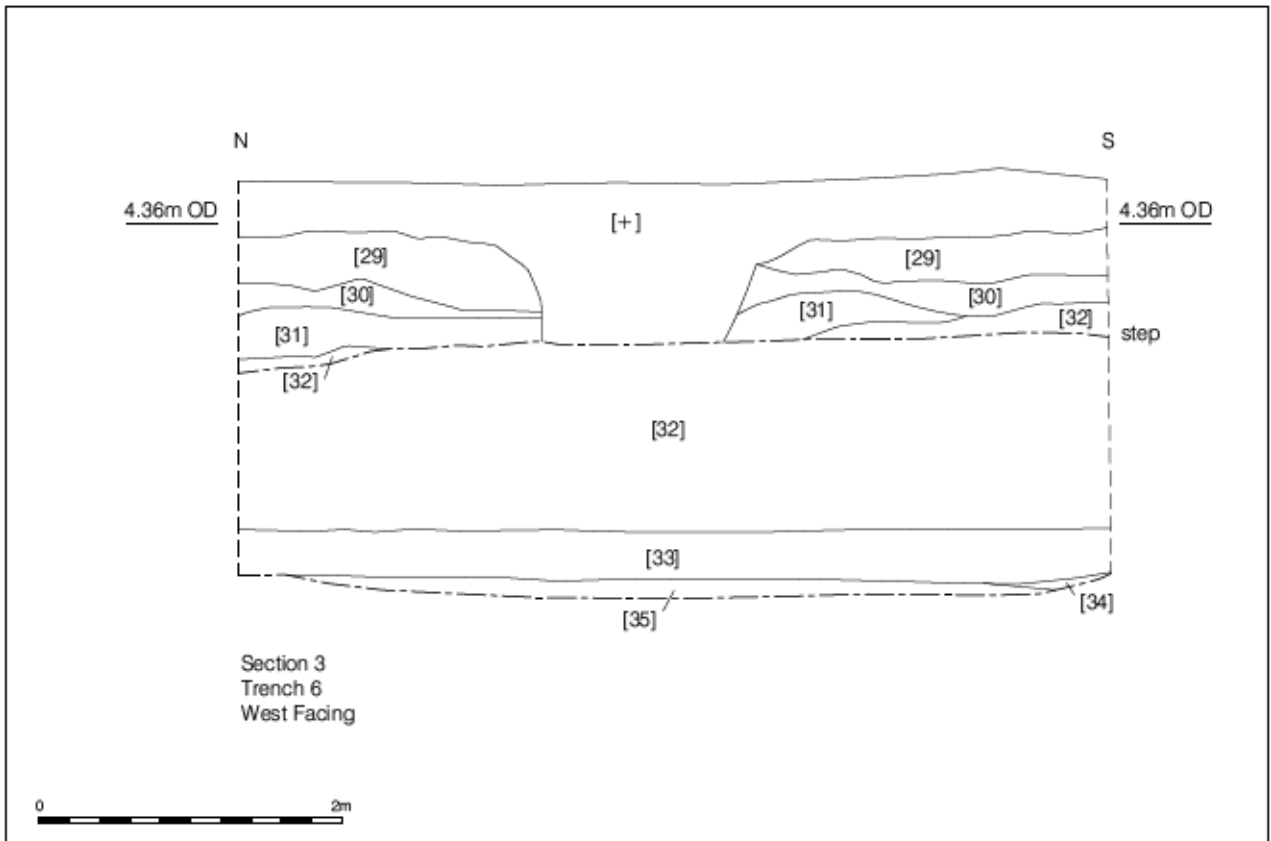 N
S
4.36m OD
[+]
4.36m OD
[29]
[29]
[30]
[30]
[31]
[31]
[32]
step
[32]
[32]
[33]
[34]
[35]
Section 3
Trench 6
West Facing
0 2m